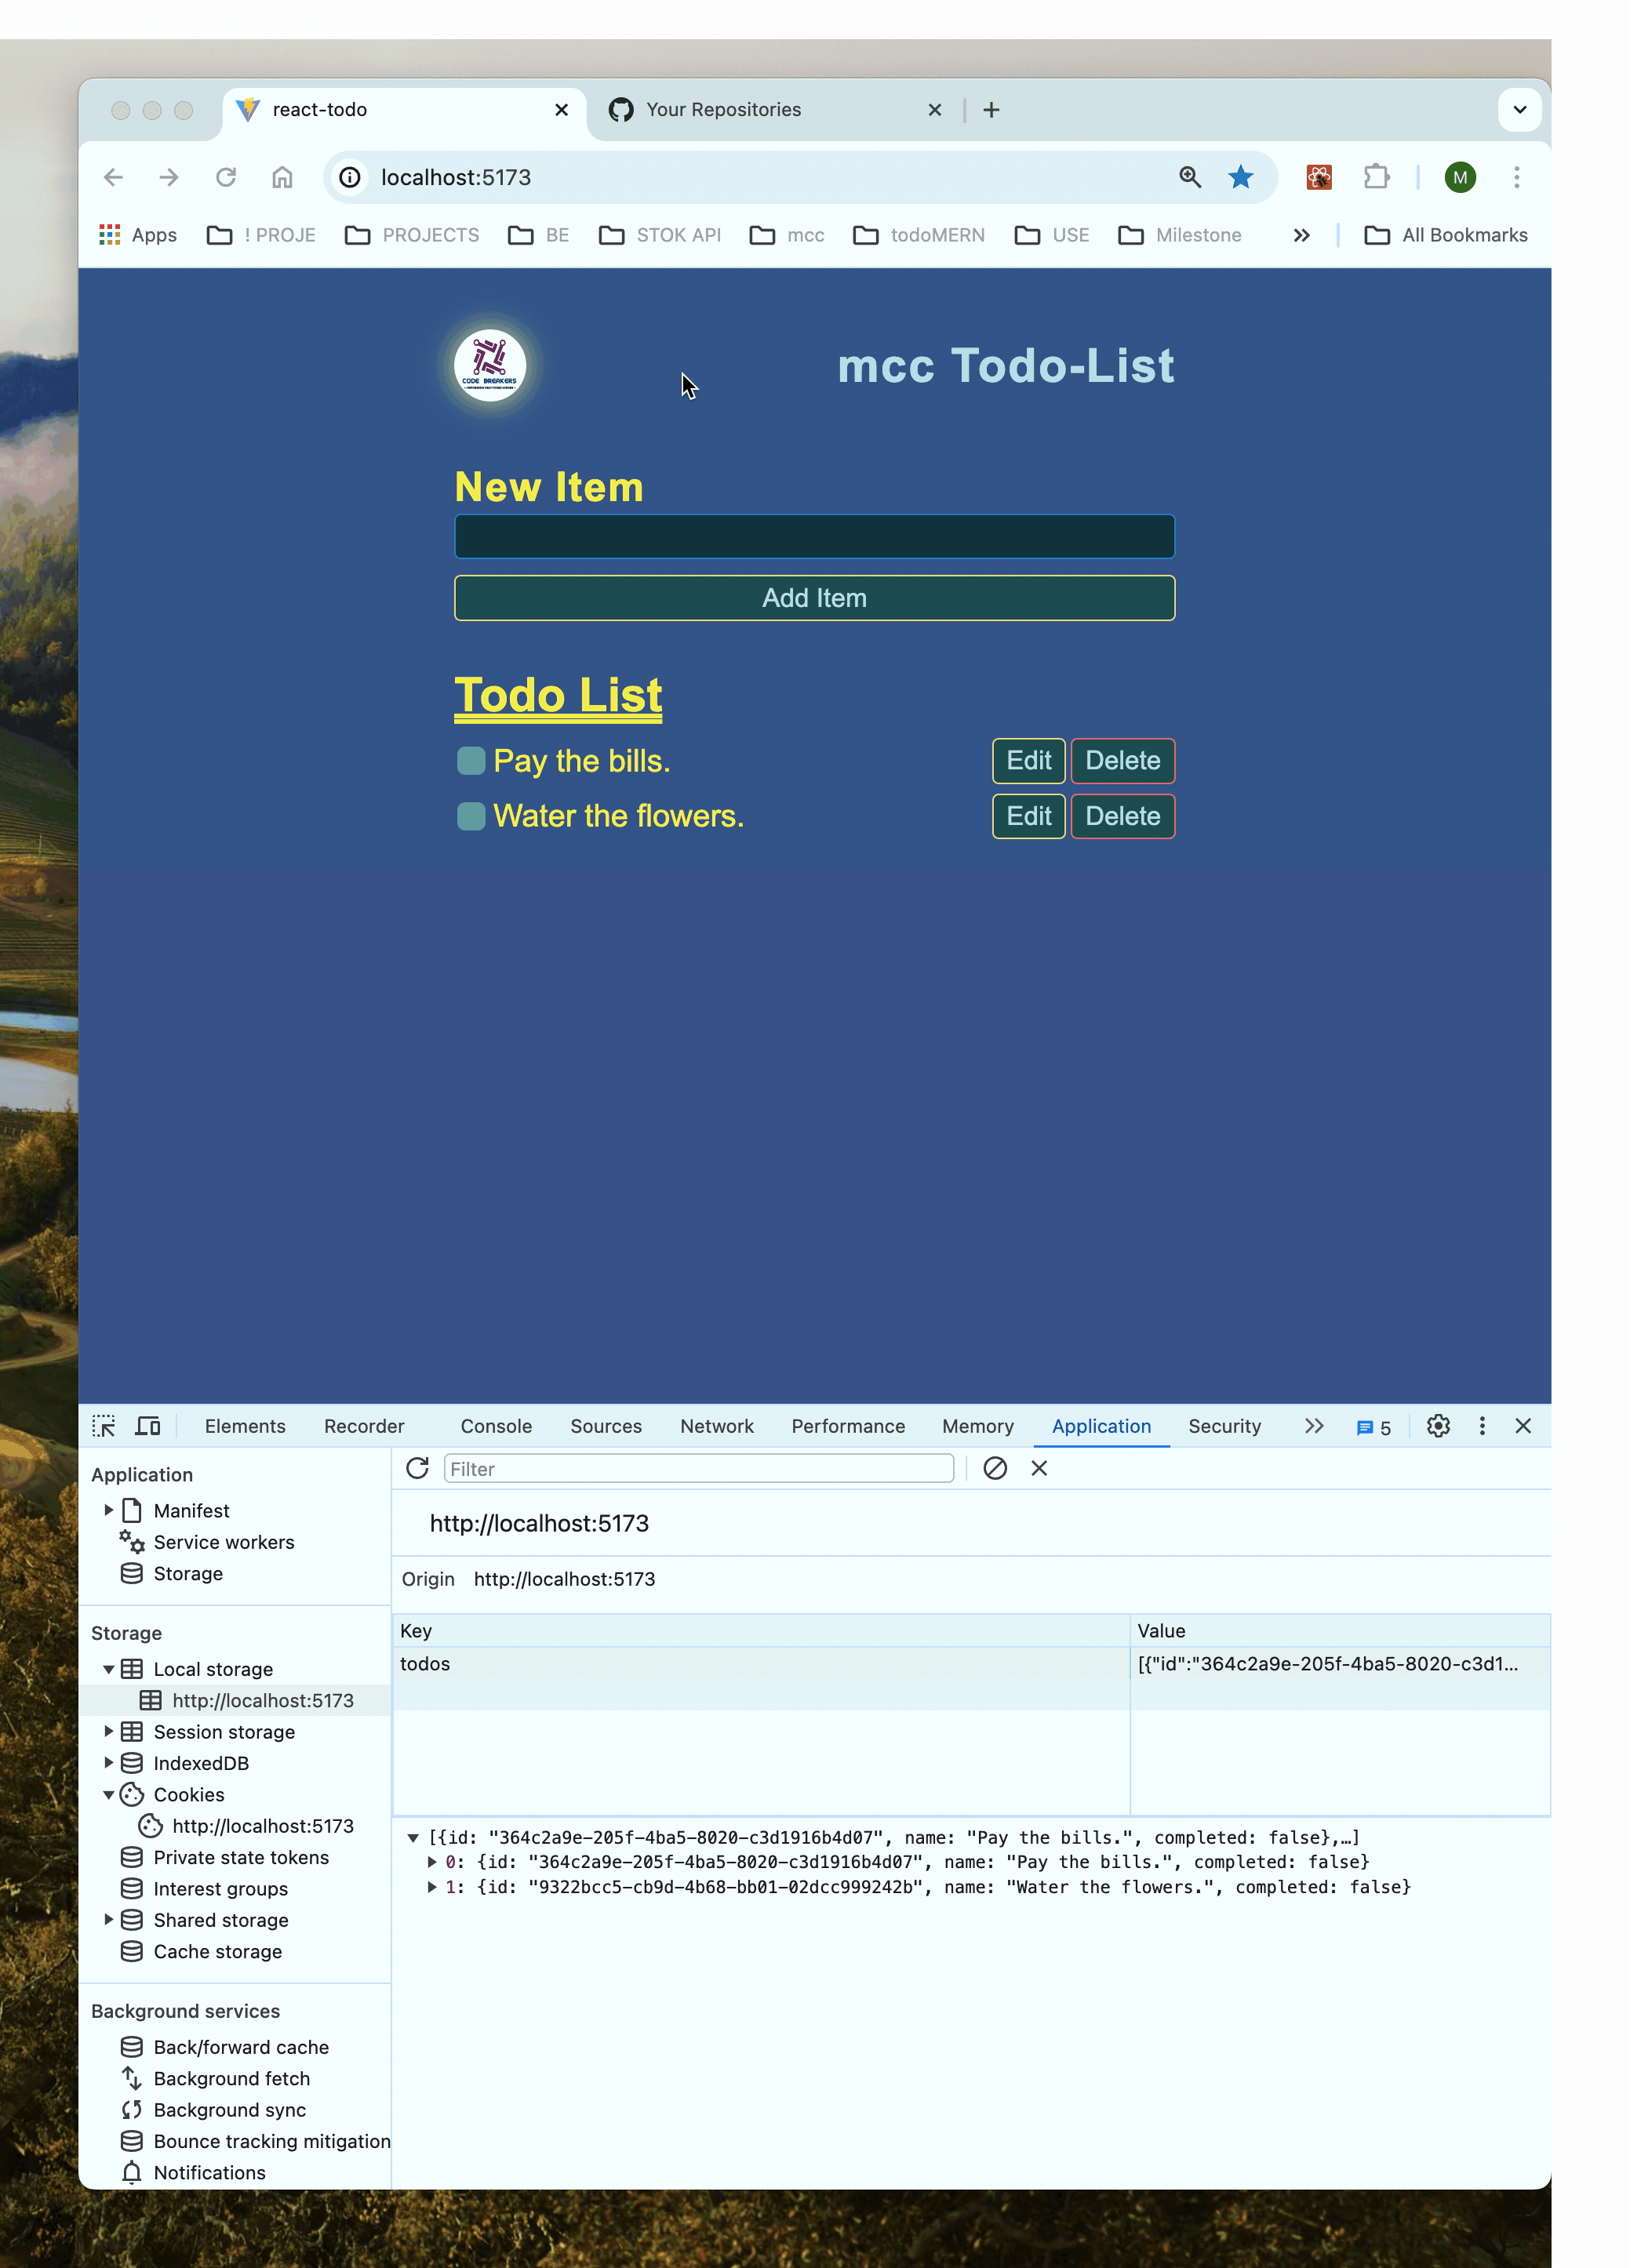 react-todo
Your Repositories
localhost:5173
M
Apps
! PROJE
PROJECTS
BE
STOK API
mcc
todoMERN
USE
Milestone
All Bookmarks
CODE BREAKERS
mcc Todo-List
New Item
Add Item
Todo List
Pay the bills. Edit Delete
Water the flowers. Edit Delete
Elements Recorder Console Sources Network Performance Memory Application Security 5
Application
Manifest
Service workers
Storage
Storage
Local storage
http://localhost:5173
Session storage
IndexedDB
Cookies
http://localhost:5173
Private state tokens
Interest groups
Shared storage
Cache storage
Background services
Back/forward cache
Background fetch
Background sync
Bounce tracking mitigation
Notifications
Filter
http://localhost:5173
Origin http://localhost:5173
Key Value
todos [{"id":"364c2a9e-205f-4ba5-8020-c3d1...
[{id: "364c2a9e-205f-4ba5-8020-c3d1916b4d07", name: "Pay the bills.", completed: false},…]
0: {id: "364c2a9e-205f-4ba5-8020-c3d1916b4d07", name: "Pay the bills.", completed: false}
1: {id: "9322bcc5-cb9d-4b68-bb01-02dcc999242b", name: "Water the flowers.", completed: false}